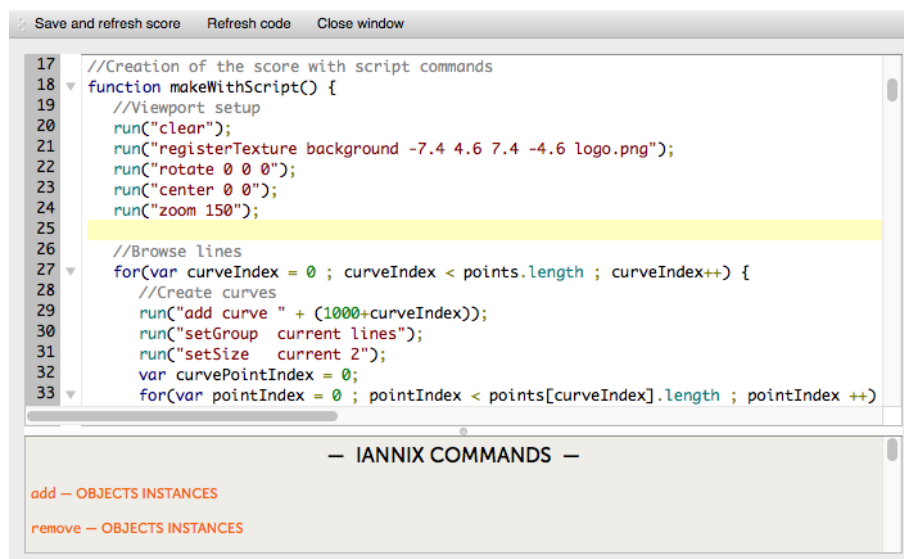 Save and refresh score Refresh code Close window
17 //Creation of the score with script commands
18 function makeWithScript() {
19 //Viewport setup
20 run("clear");
21 run("registerTexture background -7.4 4.6 7.4 -4.6 logo.png");
22 run("rotate 0 0 0");
23 run("center 0 0");
24 run("zoom 150");
25
26 //Browse lines
27 for(var curveIndex = 0 ; curveIndex < points.length ; curveIndex++) {
28 //Create curves
29 run("add curve " + (1000+curveIndex));
30 run("setGroup  current lines");
31 run("setSize   current 2");
32 var curvePointIndex = 0;
33 for(var pointIndex = 0 ; pointIndex < points[curveIndex].length ; pointIndex ++)
— IANNIX COMMANDS —
add — OBJECTS INSTANCES
remove — OBJECTS INSTANCES